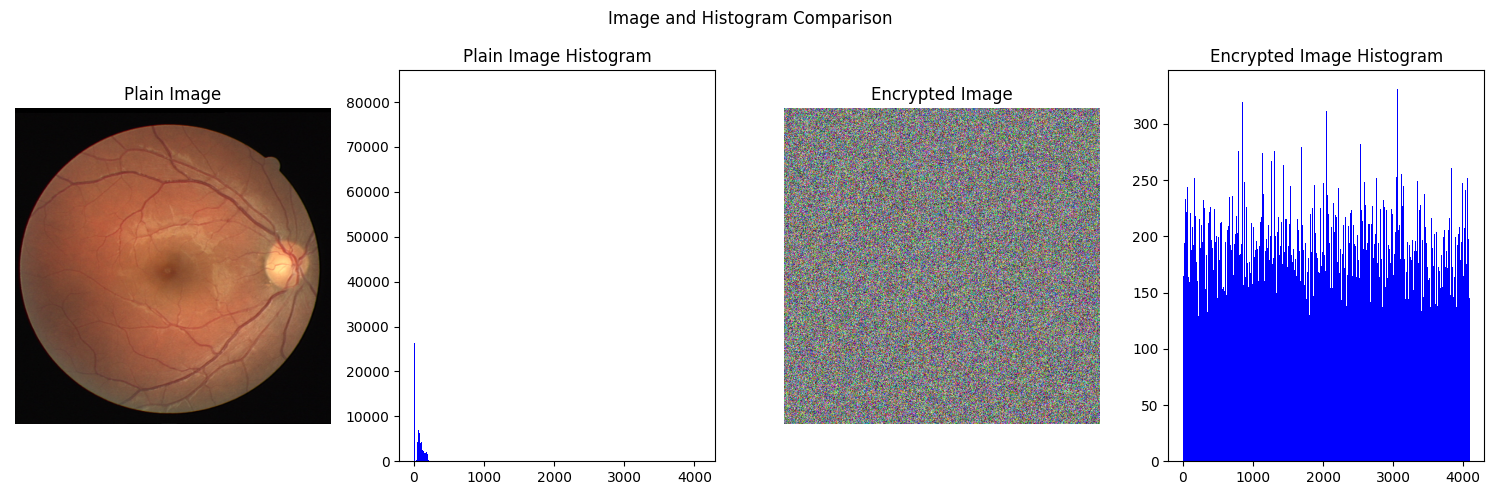 Image and Histogram Comparison
Plain Image
Plain Image Histogram
80000
70000
60000
50000
40000
30000
20000
10000
0
0 1000 2000 3000 4000
Encrypted Image
Encrypted Image Histogram
300
250
200
150
100
50
0
0 1000 2000 3000 4000